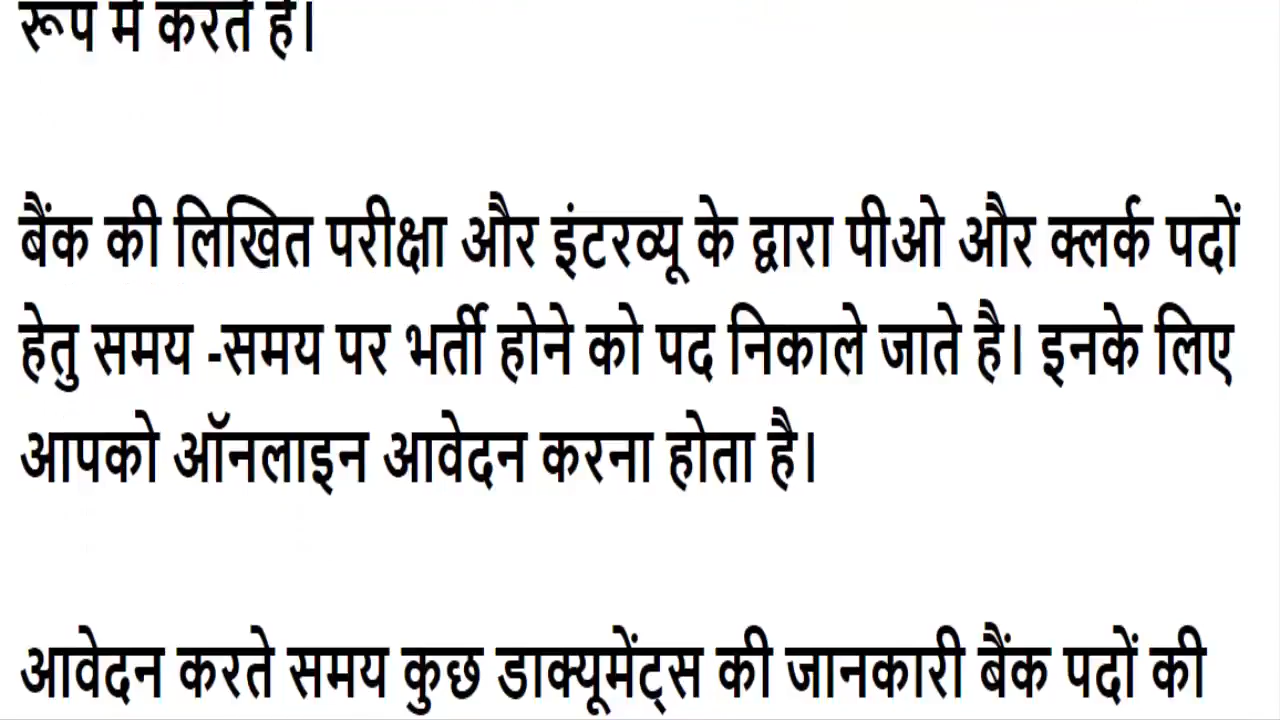 रूप में करते हैं।
बैंक की लिखित परीक्षा और इंटरव्यू के द्वारा पीओ और क्लर्क पदों
हेतु समय -समय पर भर्ती होने को पद निकाले जाते है। इनके लिए
आपको ऑनलाइन आवेदन करना होता है।
आवेदन करते समय कुछ डाक्यूमेंट्स की जानकारी बैंक पदों की